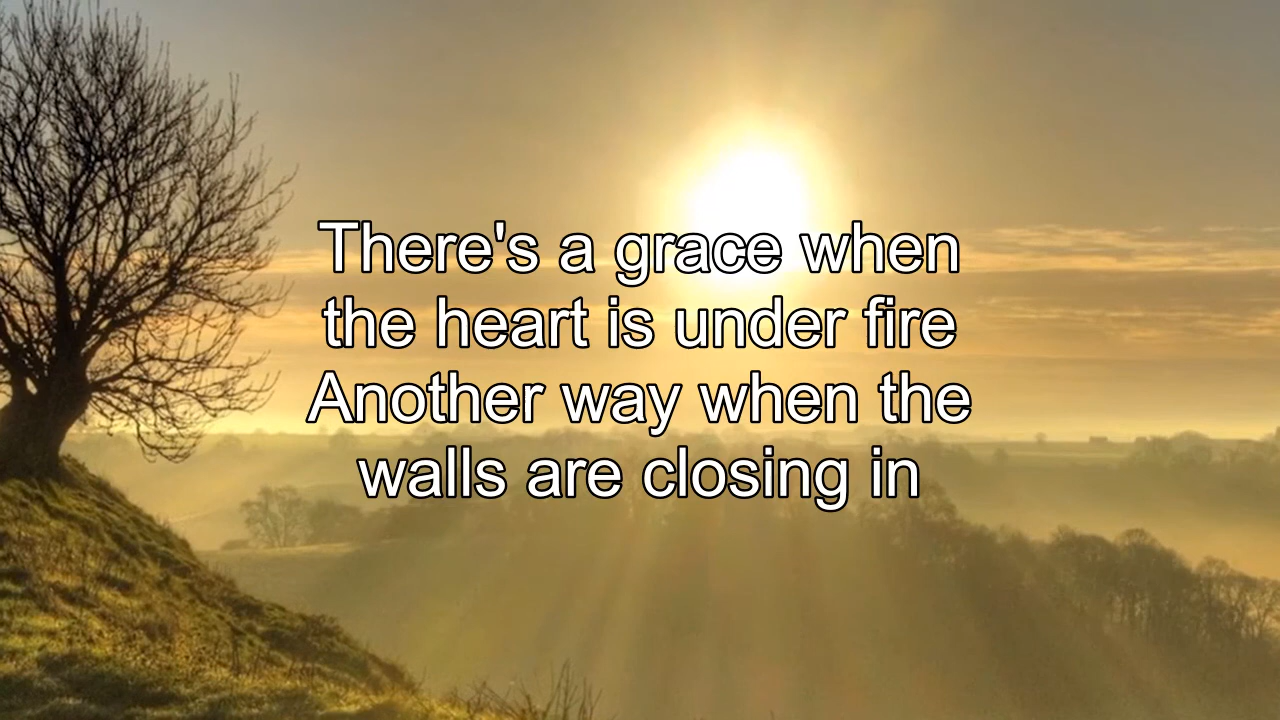 There's a grace when
the heart is under fire
Another way when the
walls are closing in